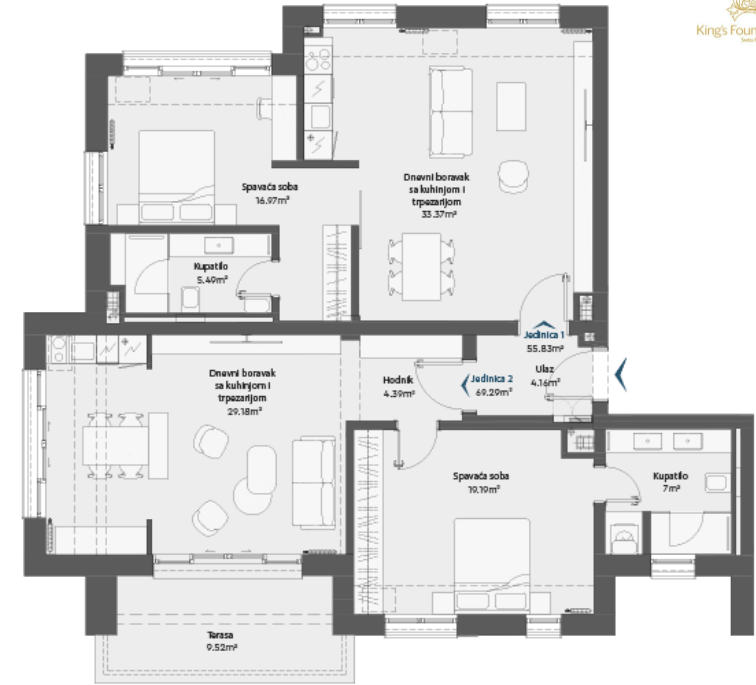 King's Foun
Spavaća soba
16.97m²
Dnevni boravak
sa kuhinjom i
trpezarijom
33.37m²
Kupatilo
5.49m²
Jedinica 1
55.83m²
Ulaz
4.16m²
Dnevni boravak
sa kuhinjom i
trpezarijom
29.18m²
Hodnik
4.39m²
Jedinica 2
69.29m²
Spavaća soba
19.19m²
Kupatilo
7m²
Terasa
9.52m²